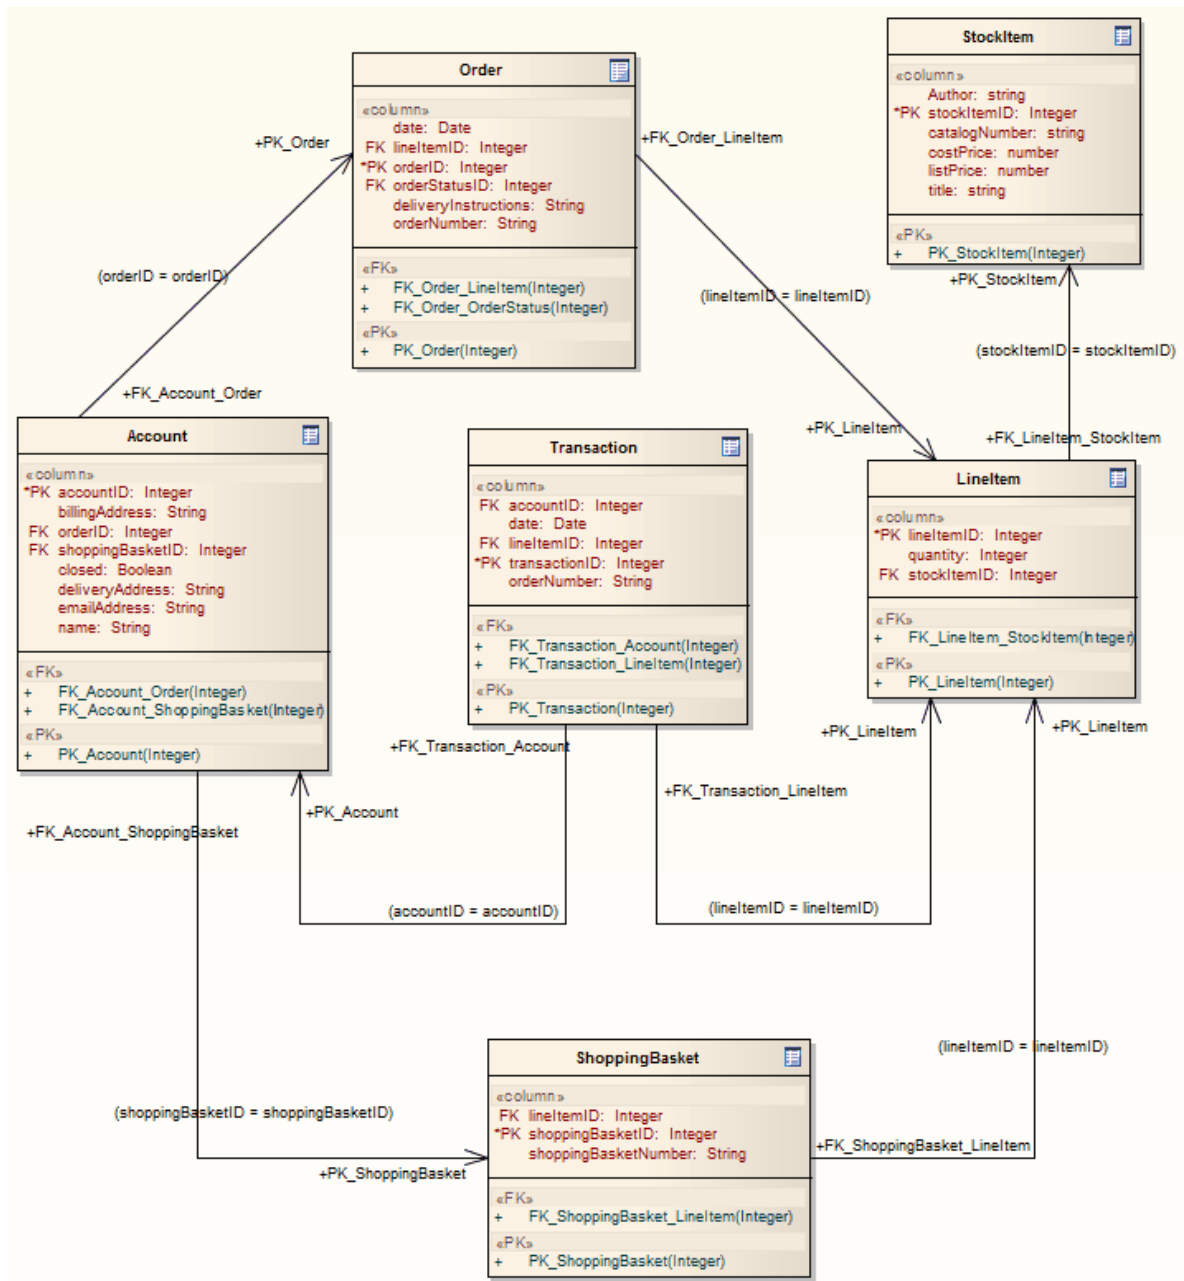 StockItem
«column»
Author: string
*PK stockItemID: Integer
catalogNumber: string
costPrice: number
listPrice: number
title: string
«PK»
+ PK_StockItem(Integer)
Order
«column»
date: Date
FK lineItemID: Integer
*PK orderID: Integer
FK orderStatusID: Integer
deliveryInstructions: String
orderNumber: String
«FK»
+ FK_Order_LineItem(Integer)
+ FK_Order_OrderStatus(Integer)
«PK»
+ PK_Order(Integer)
+PK_Order
+FK_Order_LineItem
(orderID = orderID)
(lineItemID = lineItemID)
+PK_StockItem
(stockItemID = stockItemID)
+FK_Account_Order
+PK_LineItem
+FK_LineItem_StockItem
Account
«column»
*PK accountID: Integer
billingAddress: String
FK orderID: Integer
FK shoppingBasketID: Integer
closed: Boolean
deliveryAddress: String
emailAddress: String
name: String
«FK»
+ FK_Account_Order(Integer)
+ FK_Account_ShoppingBasket(Integer)
«PK»
+ PK_Account(Integer)
Transaction
«column»
FK accountID: Integer
date: Date
FK lineItemID: Integer
*PK transactionID: Integer
orderNumber: String
«FK»
+ FK_Transaction_Account(Integer)
+ FK_Transaction_LineItem(Integer)
«PK»
+ PK_Transaction(Integer)
LineItem
«column»
*PK lineItemID: Integer
quantity: Integer
FK stockItemID: Integer
«FK»
+ FK_LineItem_StockItem(Integer)
«PK»
+ PK_LineItem(Integer)
+PK_LineItem
+PK_LineItem
+FK_Transaction_Account
+FK_Transaction_LineItem
+PK_Account
+FK_Account_ShoppingBasket
(accountID = accountID)
(lineItemID = lineItemID)
(lineItemID = lineItemID)
(shoppingBasketID = shoppingBasketID)
+PK_ShoppingBasket
+FK_ShoppingBasket_LineItem
ShoppingBasket
«column»
FK lineItemID: Integer
*PK shoppingBasketID: Integer
shoppingBasketNumber: String
«FK»
+ FK_ShoppingBasket_LineItem(Integer)
«PK»
+ PK_ShoppingBasket(Integer)